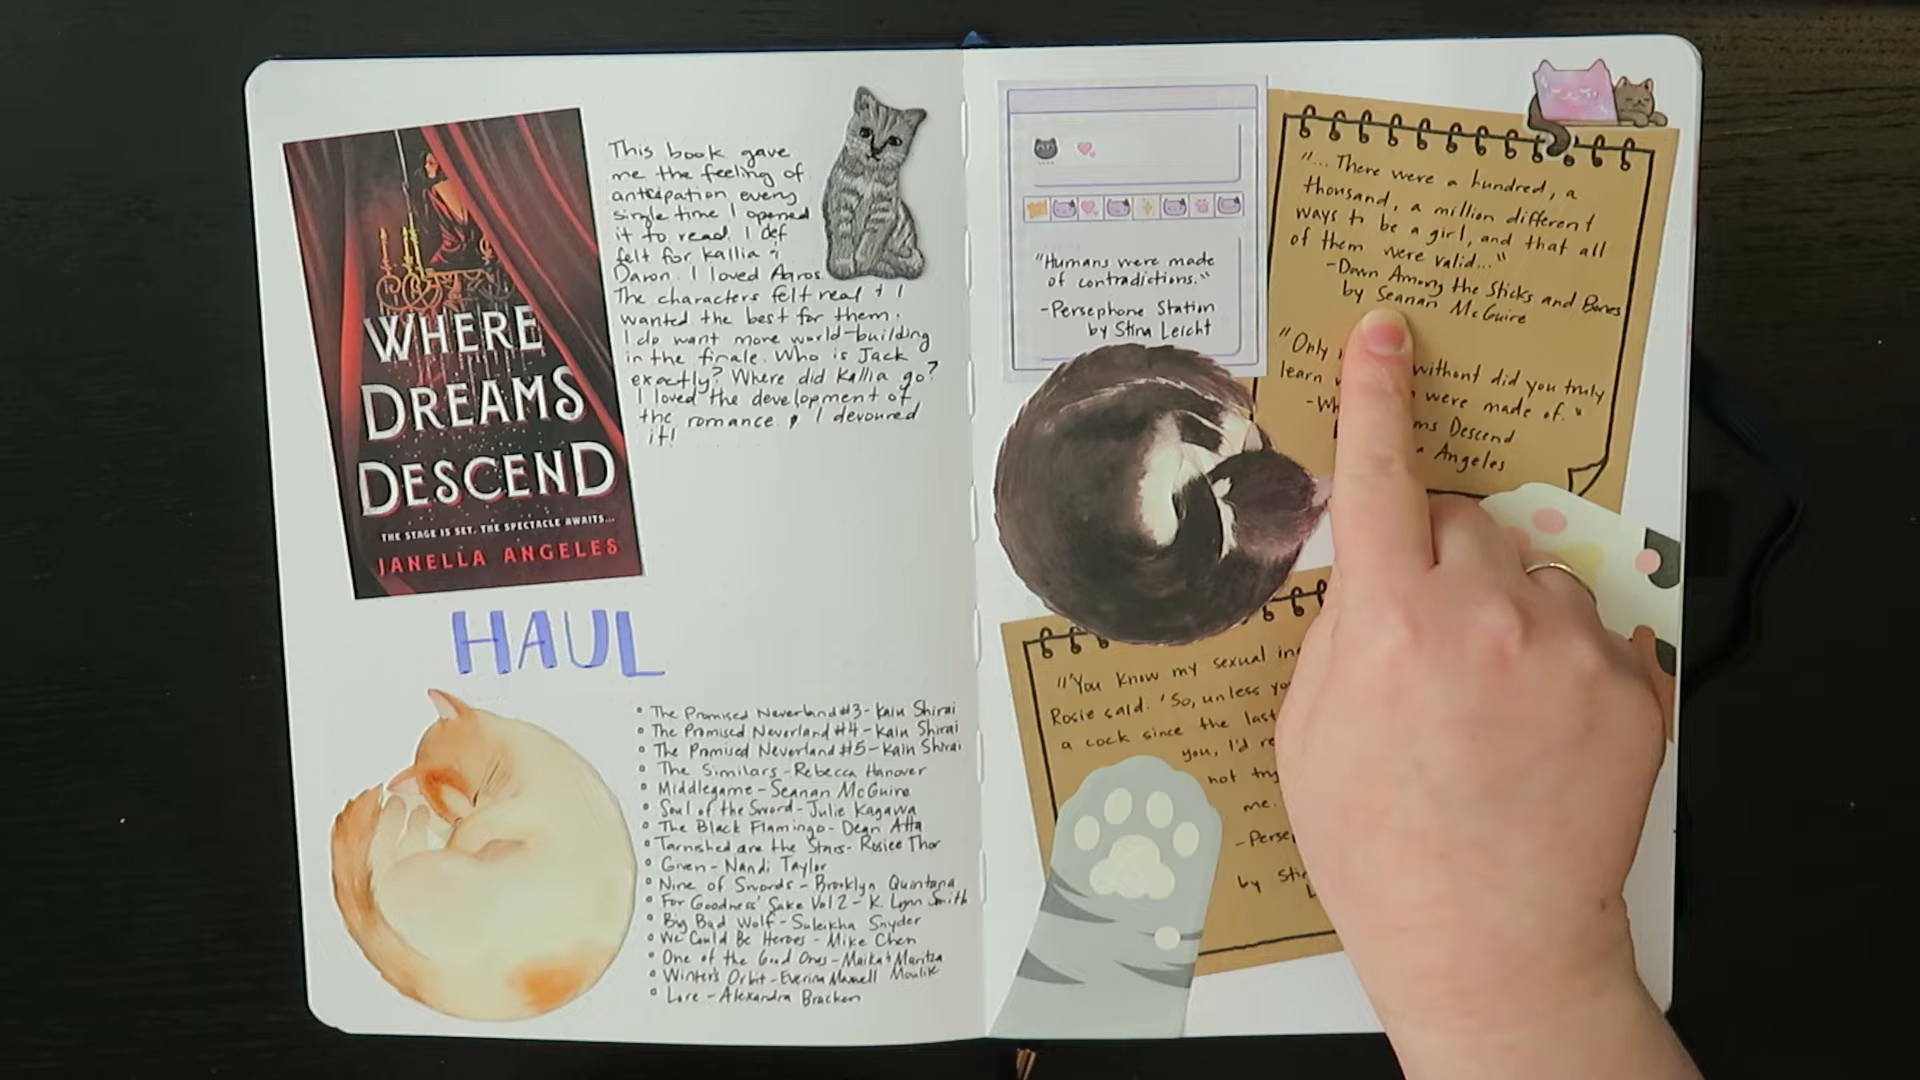 WHERE
DREAMS
DESCEND
THE STAGE IS SET. THE SPECTACLE AWAITS...
JANELLA ANGELES
This book gave
me the feeling of
anticipation every
single time I opened
it to read. I def
felt for Kallia &
Daron. I loved Aaros.
The characters felt real & I
wanted the best for them.
I do want more world-building
in the finale. Who is Jack
exactly? Where did Kallia go?
I loved the development of
the romance & I devoured
it!
HAUL
• The Promised Neverland #3 - Kaiu Shirai
• The Promised Neverland #4 - Kaiu Shirai
• The Promised Neverland #5 - Kaiu Shirai
• The Similars - Rebecca Hanover
• Middlegame - Seanan McGuire
• Soul of the Sword - Julie Kagawa
• The Black Flamingo - Dean Atta
• Tarnished are the Stars - Rosiee Thor
• Given - Nandi Taylor
• Nine of Swords - Brooklyn Quintana
• For Goodness' Sake Vol 2 - K. Lynn Smith
• Big Bad Wolf - Suleikha Snyder
• We Could Be Heroes - Mike Chen
• One of the Good Ones - Maika & Maritza Moulite
• Winter's Orbit - Everina Maxwell
• Lore - Alexandra Bracken
"Humans were made
of contradictions."
- Persephone Station
by Stina Leicht
"... There were a hundred, a
thousand, a million different
ways to be a girl, and that all
of them were valid..."
- Down Among the Sticks and Bones
by Seanan McGuire
"Only without did you truly
learn were made of."
- Descend
Angeles
"'You know my sexual
Rosie said. 'So, unless
a cock since the last
you, I'd
not
me.
-
by